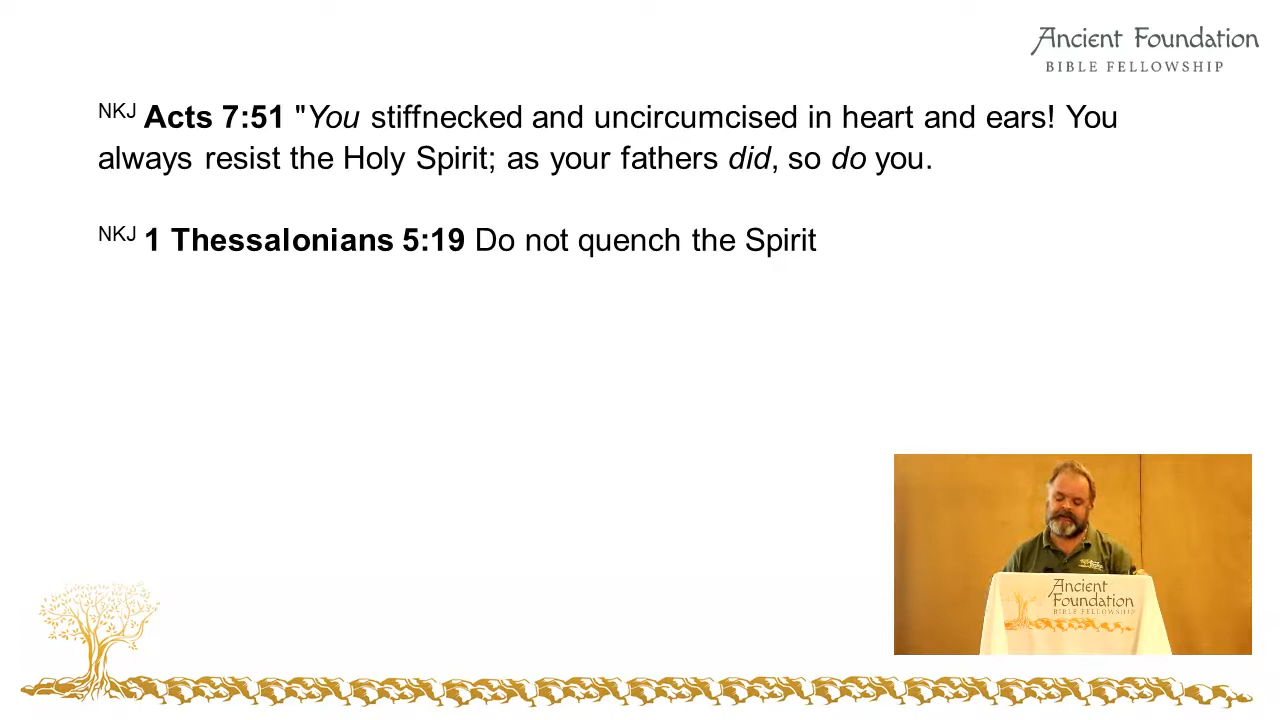 Ancient Foundation
BIBLE FELLOWSHIP
NKJ Acts 7:51 "You stiffnecked and uncircumcised in heart and ears! You
always resist the Holy Spirit; as your fathers did, so do you.
NKJ 1 Thessalonians 5:19 Do not quench the Spirit
Ancient
Foundation
BIBLE FELLOWSHIP